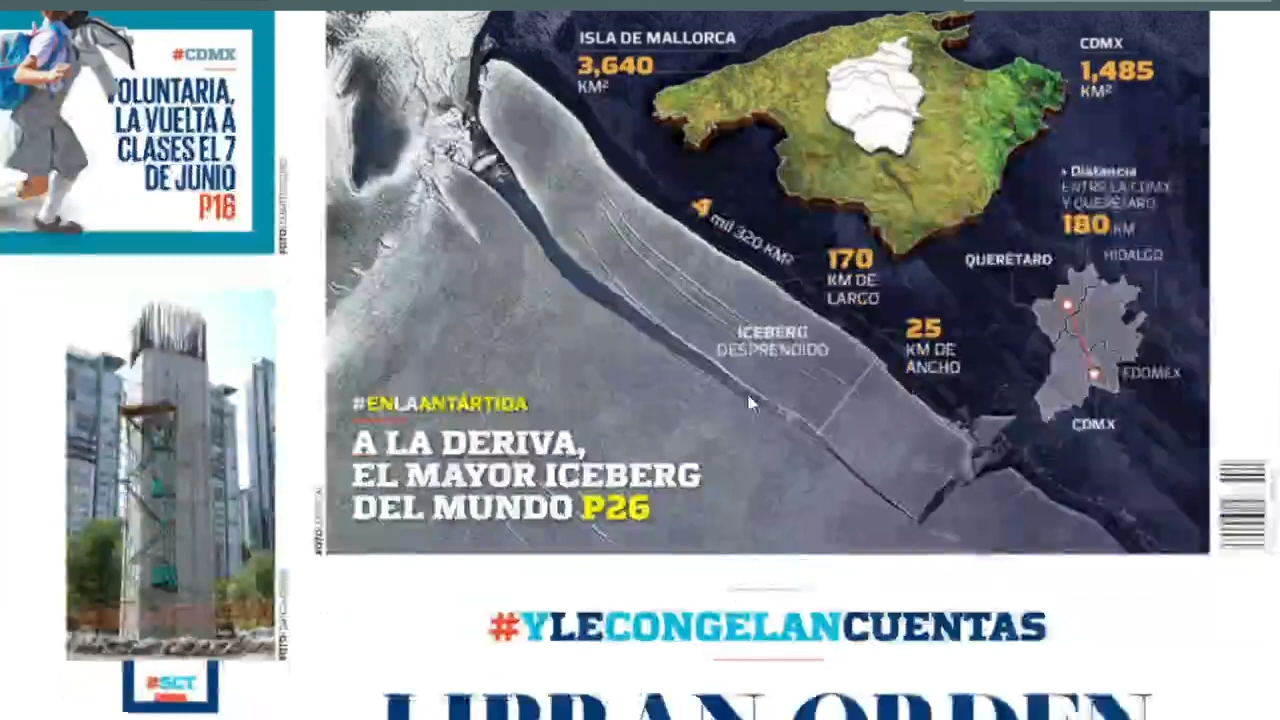 #CDMX
VOLUNTARIA,
LA VUELTA A
CLASES EL 7
DE JUNIO
P16
ISLA DE MALLORCA
3,640
KM²
CDMX
1,485
KM²
Distancia
ENTRE LA CDMX
Y QUERÉTARO
180 KM
4 mil 320 KM²
170
KM DE
LARGO
QUERÉTARO
HIDALGO
25
KM DE
ANCHO
ICEBERG
DESPRENDIDO
EDOMEX
CDMX
#ENLAANTÁRTIDA
A LA DERIVA,
EL MAYOR ICEBERG
DEL MUNDO P26
#YLECONGELANCUENTAS
#SCT
LIBRAN ORDEN